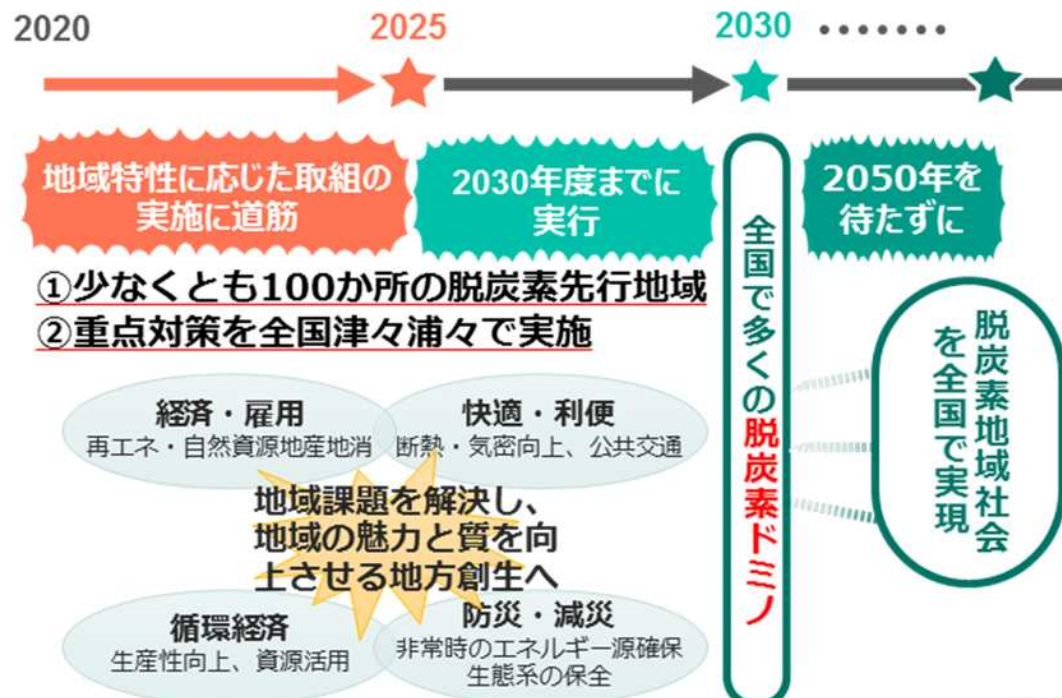 2020
2025
2030 ・・・・・・・
地域特性に応じた取組の
実施に道筋
2030年度までに
実行
2050年を
待たずに
①少なくとも100か所の脱炭素先行地域
②重点対策を全国津々浦々で実施
経済・雇用
再エネ・自然資源地産地消
快適・利便
断熱・気密向上、公共交通
地域課題を解決し、
地域の魅力と質を向
上させる地方創生へ
循環経済
生産性向上、資源活用
防災・減災
非常時のエネルギー源確保
生態系の保全
全国で多くの脱炭素ドミノ
脱炭素地域社会
を全国で実現